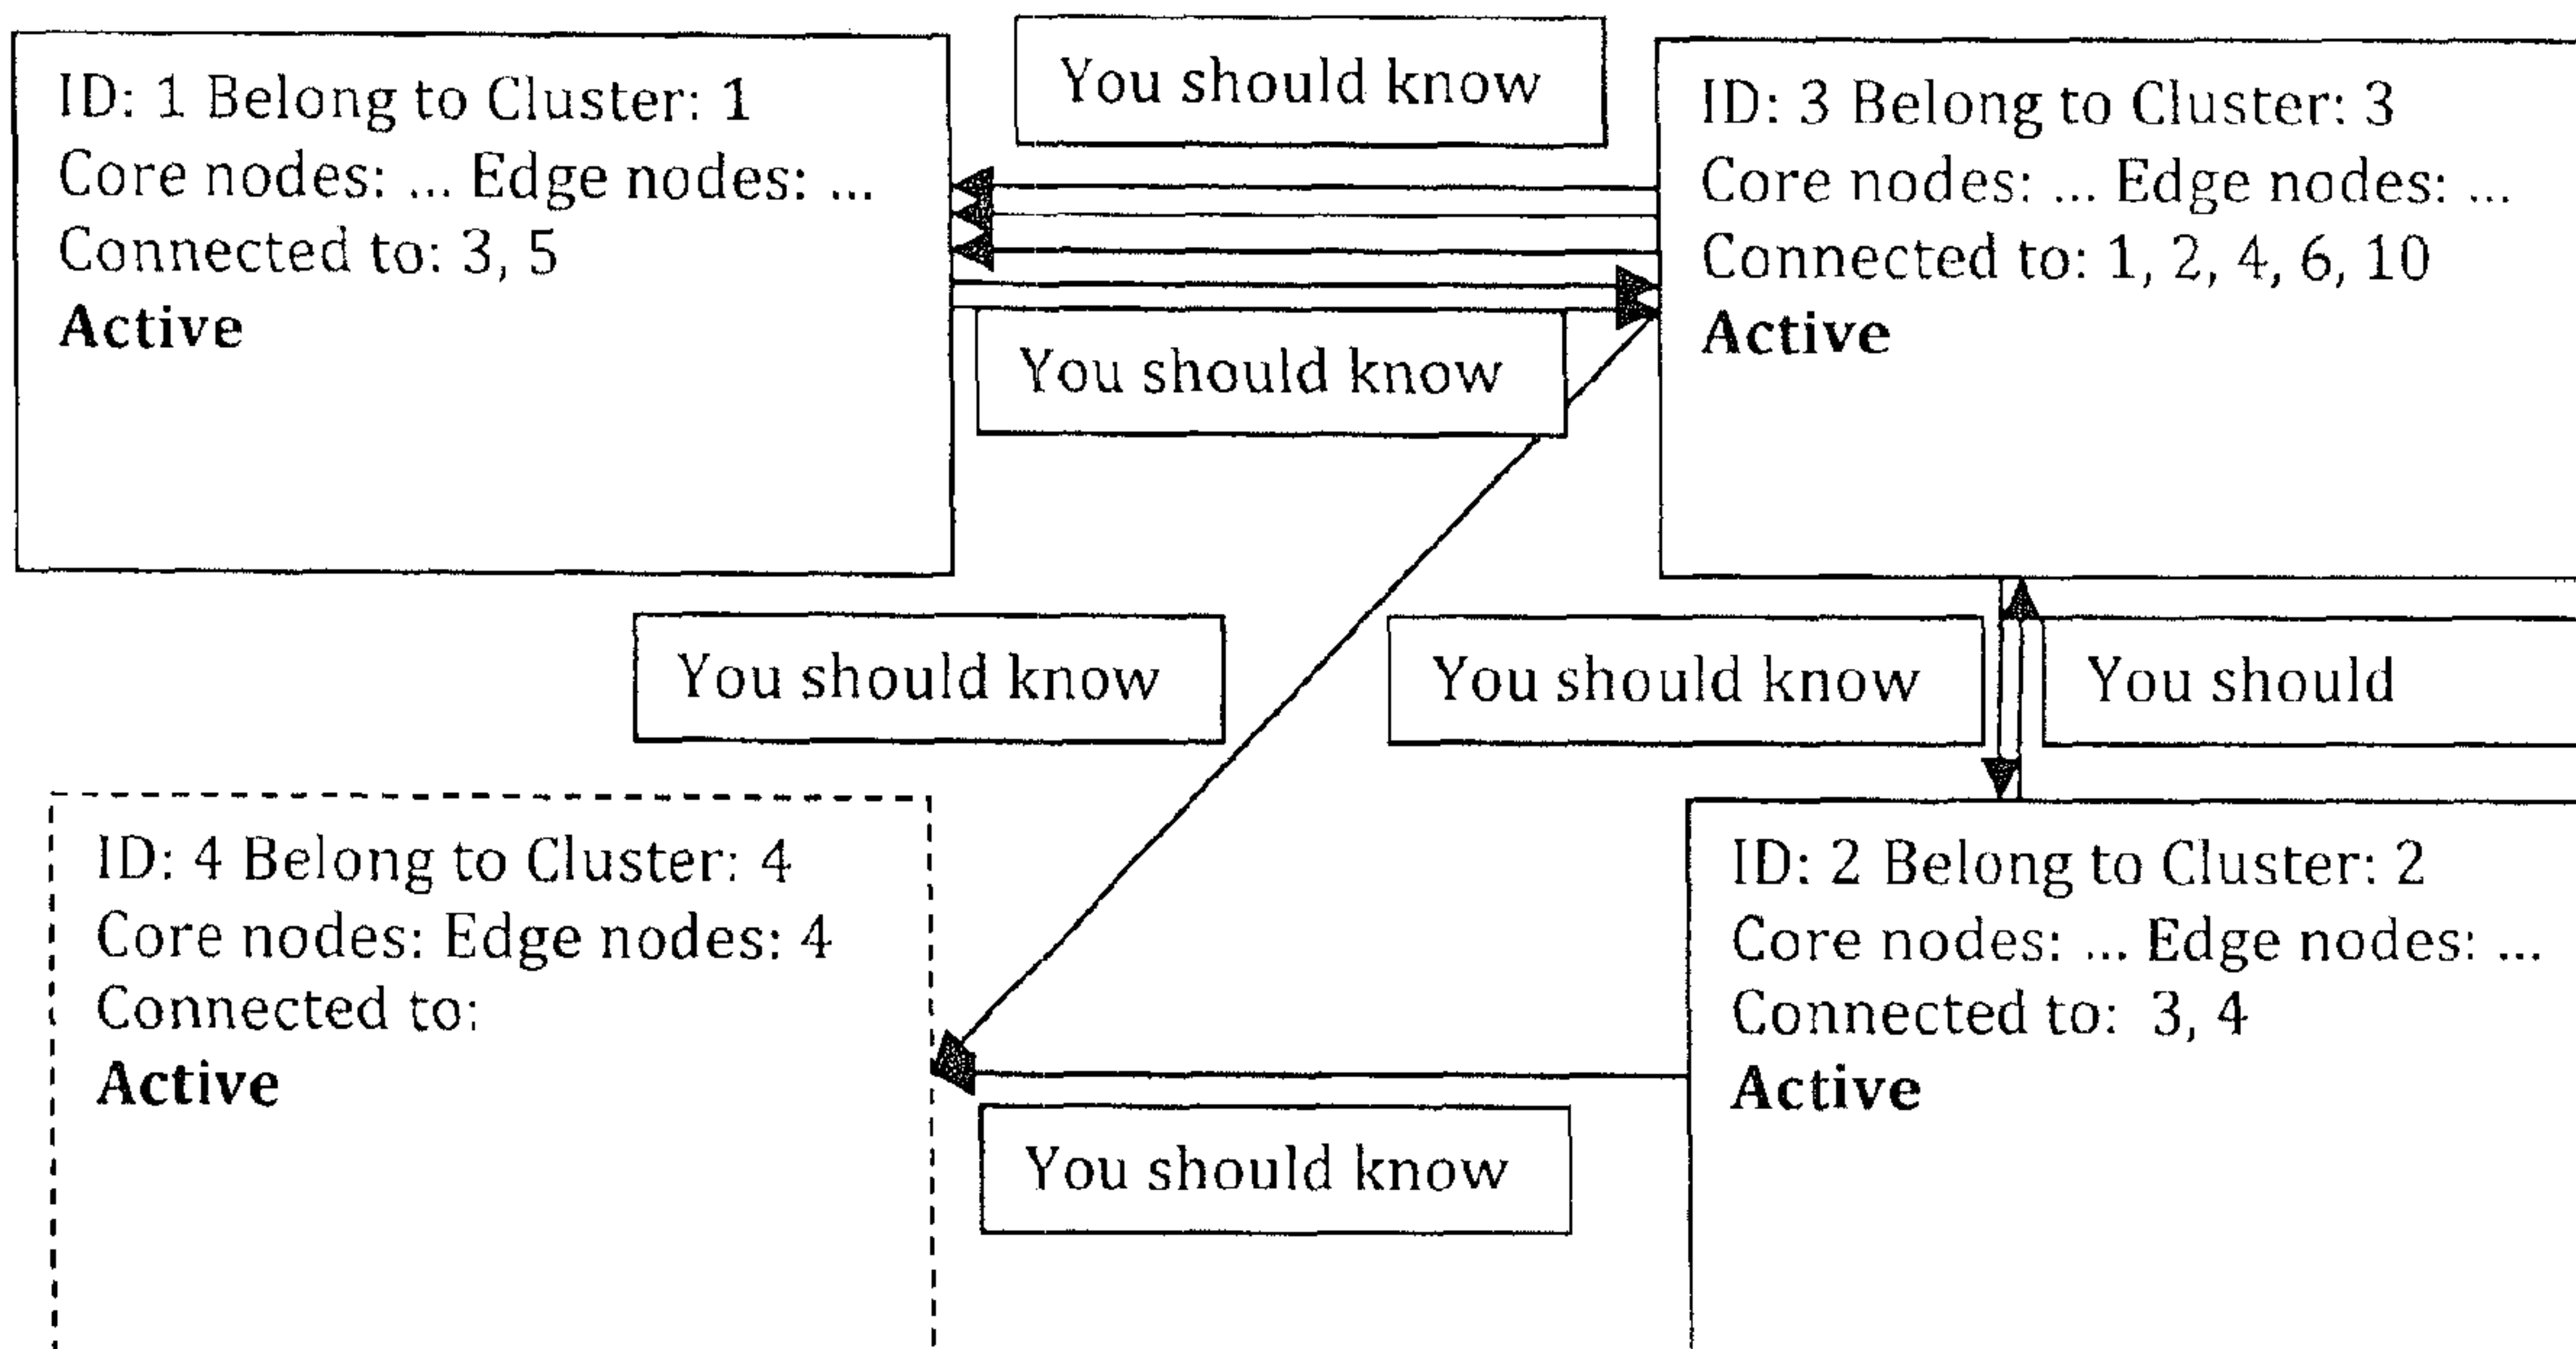 ID: 1 Belong to Cluster: 1
Core nodes: ... Edge nodes: ...
Connected to: 3, 5
Active
You should know
ID: 3 Belong to Cluster: 3
Core nodes: ... Edge nodes: ...
Connected to: 1, 2, 4, 6, 10
Active
You should know
You should know
You should know
You should
ID: 4 Belong to Cluster: 4
Core nodes: Edge nodes: 4
Connected to:
Active
You should know
ID: 2 Belong to Cluster: 2
Core nodes: ... Edge nodes: ...
Connected to: 3, 4
Active